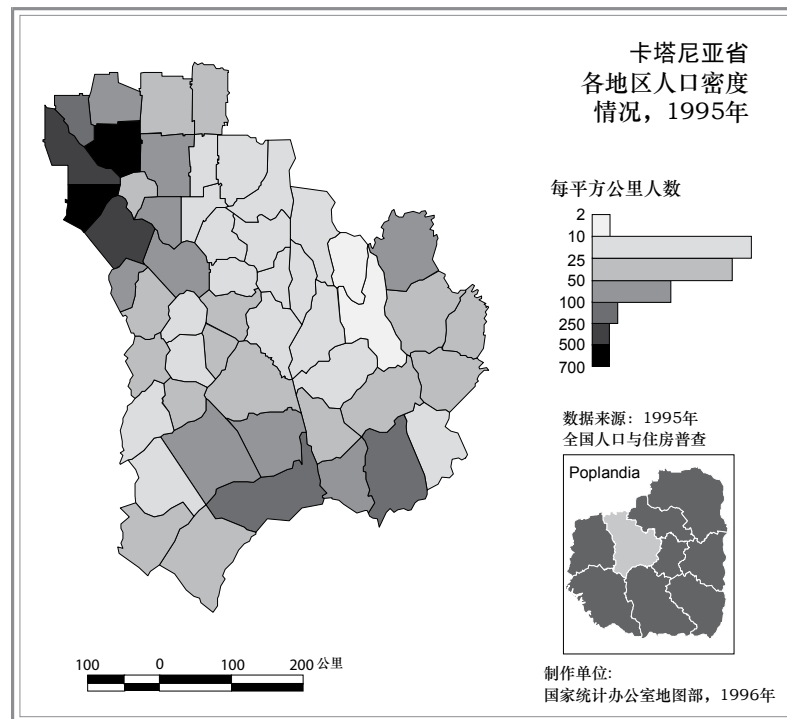 卡塔尼亚省
各地区人口密度
情况，1995年
每平方公里人数
2
10
25
50
100
250
500
700
数据来源：1995年
全国人口与住房普查
Poplandia
100 0 100 200 公里
制作单位:
国家统计办公室地图部，1996年